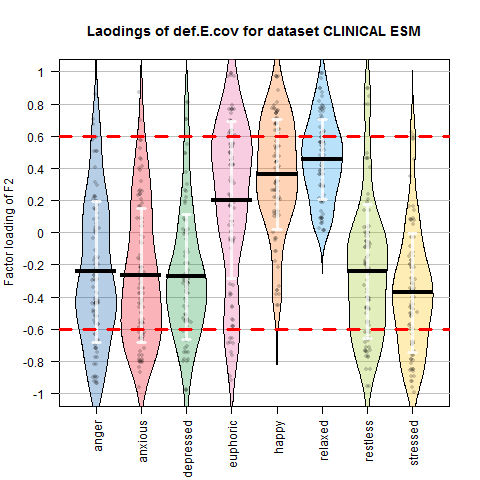 Laodings of def.E.cov for dataset CLINICAL ESM
Factor loading of F2
1
0.8
0.6
0.4
0.2
0
-0.2
-0.4
-0.6
-0.8
-1
anger
anxious
depressed
euphoric
happy
relaxed
restless
stressed